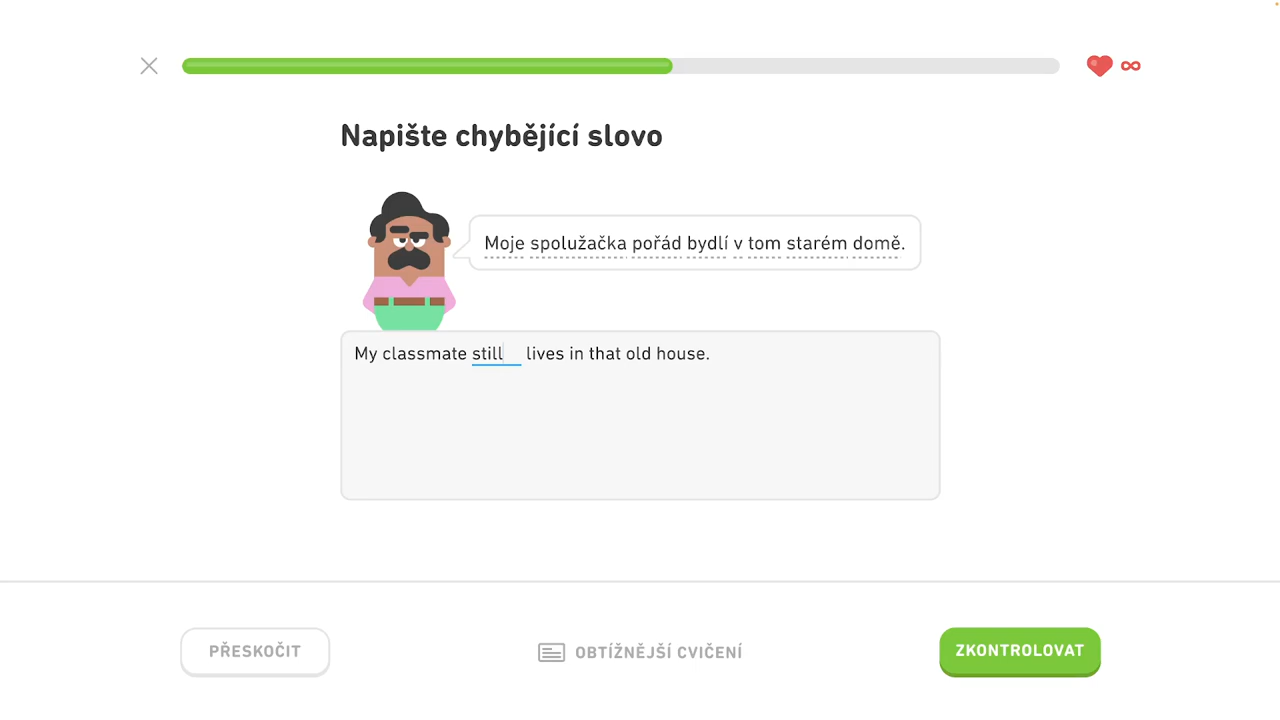 ∞
Napište chybějící slovo
Moje spolužačka pořád bydlí v tom starém domě.
My classmate still lives in that old house.
PŘESKOČIT
OBTÍŽNĚJŠÍ CVIČENÍ
ZKONTROLOVAT